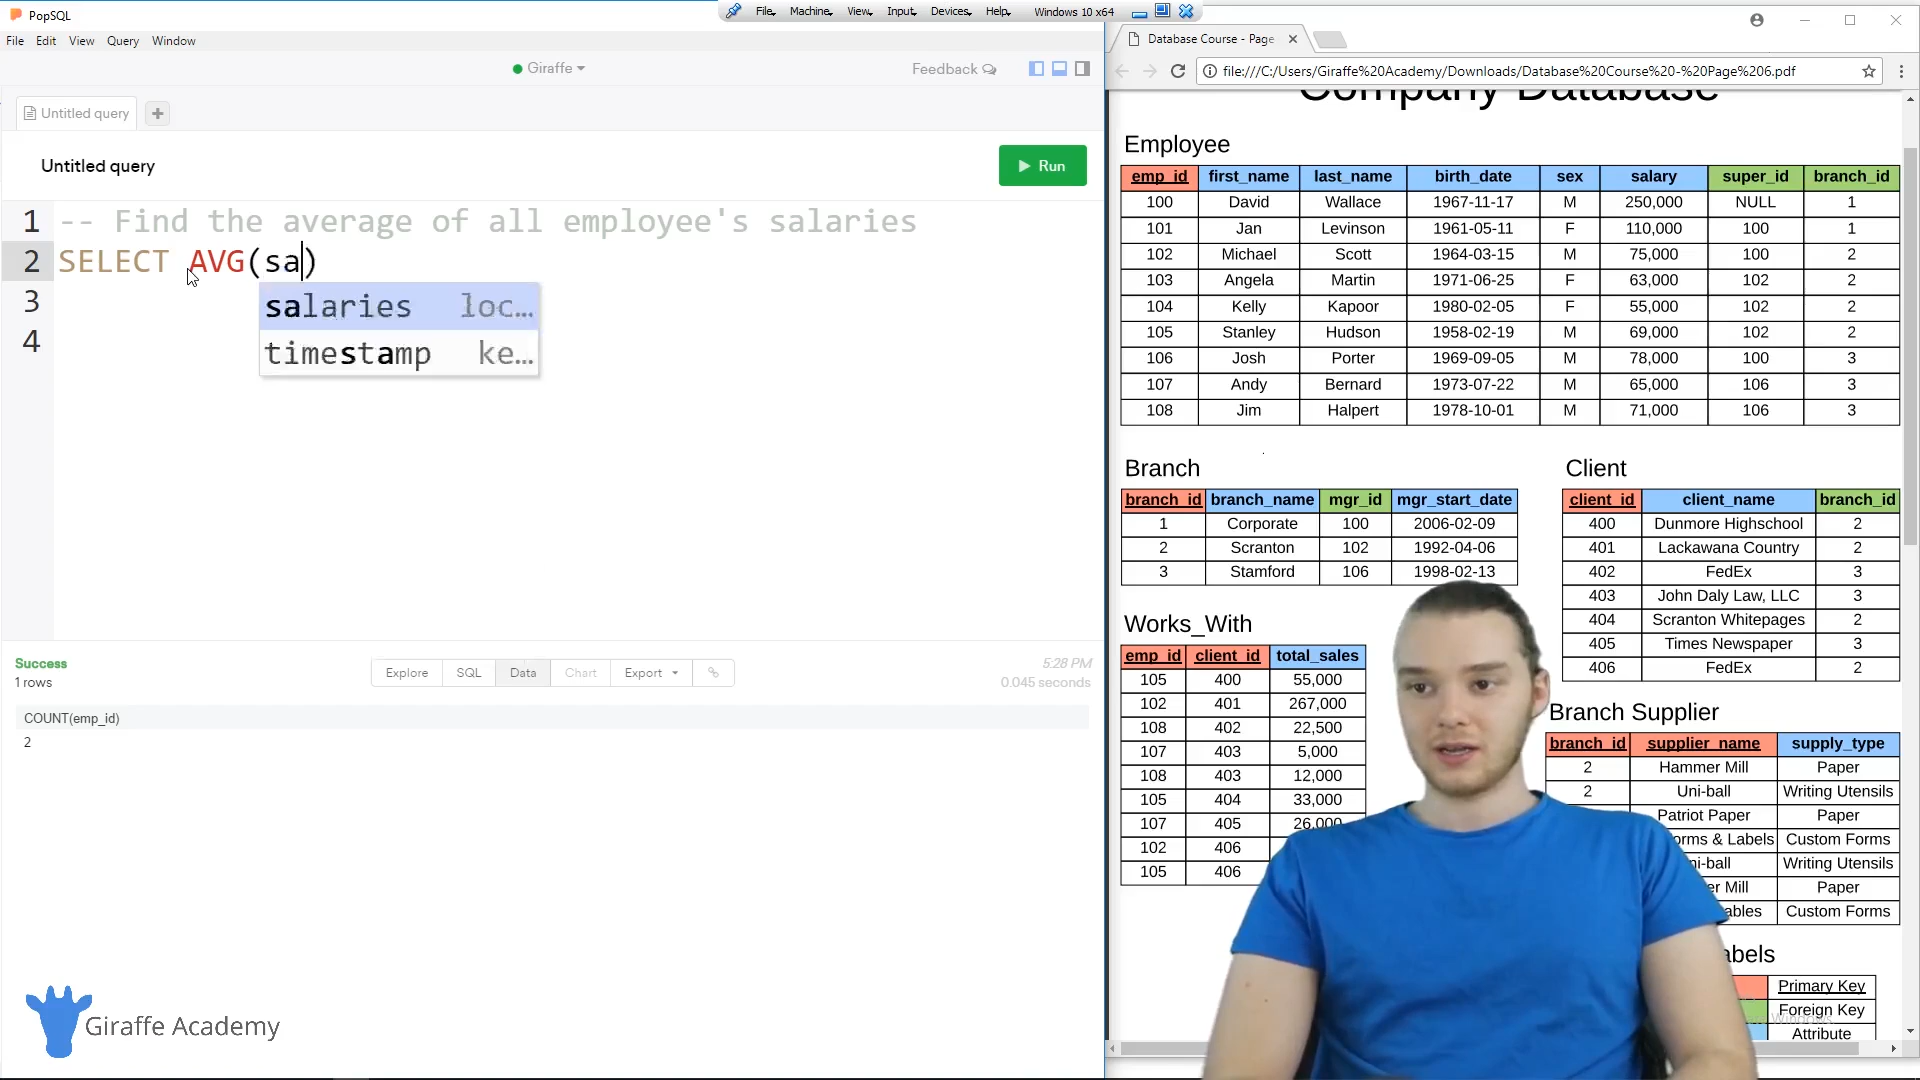 PopSQL
File Machine View Input Devices Help Windows 10 x64
File Edit View Query Window
Giraffe
Feedback
Untitled query
Untitled query
Run
1 -- Find the average of all employee's salaries
2 SELECT AVG(sa)
3
4
salaries loc...
timestamp ke...
Success
1 rows
Explore SQL Data Chart Export
5:28 PM
0.045 seconds
COUNT(emp_id)
2
Giraffe Academy
Database Course - Page
file:///C:/Users/Giraffe%20Academy/Downloads/Database%20Course%20-%20Page%206.pdf
Company Database
Employee
emp_id first_name last_name birth_date sex salary super_id branch_id
100 David Wallace 1967-11-17 M 250,000 NULL 1
101 Jan Levinson 1961-05-11 F 110,000 100 1
102 Michael Scott 1964-03-15 M 75,000 100 2
103 Angela Martin 1971-06-25 F 63,000 102 2
104 Kelly Kapoor 1980-02-05 F 55,000 102 2
105 Stanley Hudson 1958-02-19 M 69,000 102 2
106 Josh Porter 1969-09-05 M 78,000 100 3
107 Andy Bernard 1973-07-22 M 65,000 106 3
108 Jim Halpert 1978-10-01 M 71,000 106 3
Branch
branch_id branch_name mgr_id mgr_start_date
1 Corporate 100 2006-02-09
2 Scranton 102 1992-04-06
3 Stamford 106 1998-02-13
Client
client_id client_name branch_id
400 Dunmore Highschool 2
401 Lackawana Country 2
402 FedEx 3
403 John Daly Law, LLC 3
404 Scranton Whitepages 2
405 Times Newspaper 3
406 FedEx 2
Works_With
emp_id client_id total_sales
105 400 55,000
102 401 267,000
108 402 22,500
107 403 5,000
108 403 12,000
105 404 33,000
107 405 26,000
102 406
105 406
Branch Supplier
branch_id supplier_name supply_type
2 Hammer Mill Paper
2 Uni-ball Writing Utensils
Patriot Paper Paper
orms & Labels Custom Forms
ni-ball Writing Utensils
er Mill Paper
ables Custom Forms
abels
Primary Key
Foreign Key
Attribute